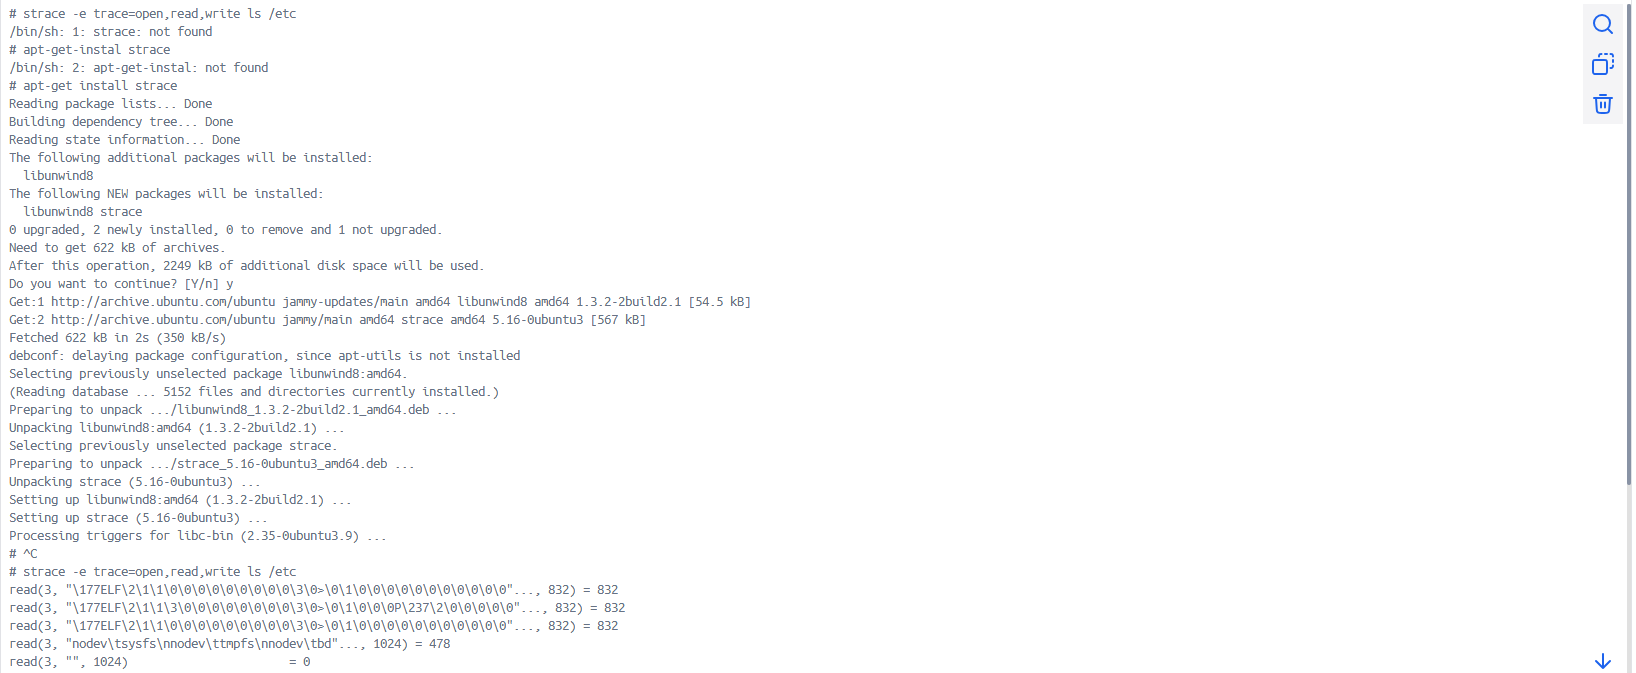 # strace -e trace=open,read,write ls /etc
/bin/sh: 1: strace: not found
# apt-get-instal strace
/bin/sh: 2: apt-get-instal: not found
# apt-get install strace
Reading package lists... Done
Building dependency tree... Done
Reading state information... Done
The following additional packages will be installed:
  libunwind8
The following NEW packages will be installed:
  libunwind8 strace
0 upgraded, 2 newly installed, 0 to remove and 1 not upgraded.
Need to get 622 kB of archives.
After this operation, 2249 kB of additional disk space will be used.
Do you want to continue? [Y/n] y
Get:1 http://archive.ubuntu.com/ubuntu jammy-updates/main amd64 libunwind8 amd64 1.3.2-2build2.1 [54.5 kB]
Get:2 http://archive.ubuntu.com/ubuntu jammy/main amd64 strace amd64 5.16-0ubuntu3 [567 kB]
Fetched 622 kB in 2s (350 kB/s)
debconf: delaying package configuration, since apt-utils is not installed
Selecting previously unselected package libunwind8:amd64.
(Reading database ... 5152 files and directories currently installed.)
Preparing to unpack .../libunwind8_1.3.2-2build2.1_amd64.deb ...
Unpacking libunwind8:amd64 (1.3.2-2build2.1) ...
Selecting previously unselected package strace.
Preparing to unpack .../strace_5.16-0ubuntu3_amd64.deb ...
Unpacking strace (5.16-0ubuntu3) ...
Setting up libunwind8:amd64 (1.3.2-2build2.1) ...
Setting up strace (5.16-0ubuntu3) ...
Processing triggers for libc-bin (2.35-0ubuntu3.9) ...
# ^C
# strace -e trace=open,read,write ls /etc
read(3, "\177ELF\2\1\1\0\0\0\0\0\0\0\0\0\3\0>\0\1\0\0\0\0\0\0\0\0\0\0\0"..., 832) = 832
read(3, "\177ELF\2\1\1\3\0\0\0\0\0\0\0\0\3\0>\0\1\0\0\0P\237\2\0\0\0\0\0"..., 832) = 832
read(3, "\177ELF\2\1\1\0\0\0\0\0\0\0\0\0\3\0>\0\1\0\0\0\0\0\0\0\0\0\0\0"..., 832) = 832
read(3, "nodev\tsysfs\nnodev\ttmpfs\nnodev\tbd"..., 1024) = 478
read(3, "", 1024)                       = 0